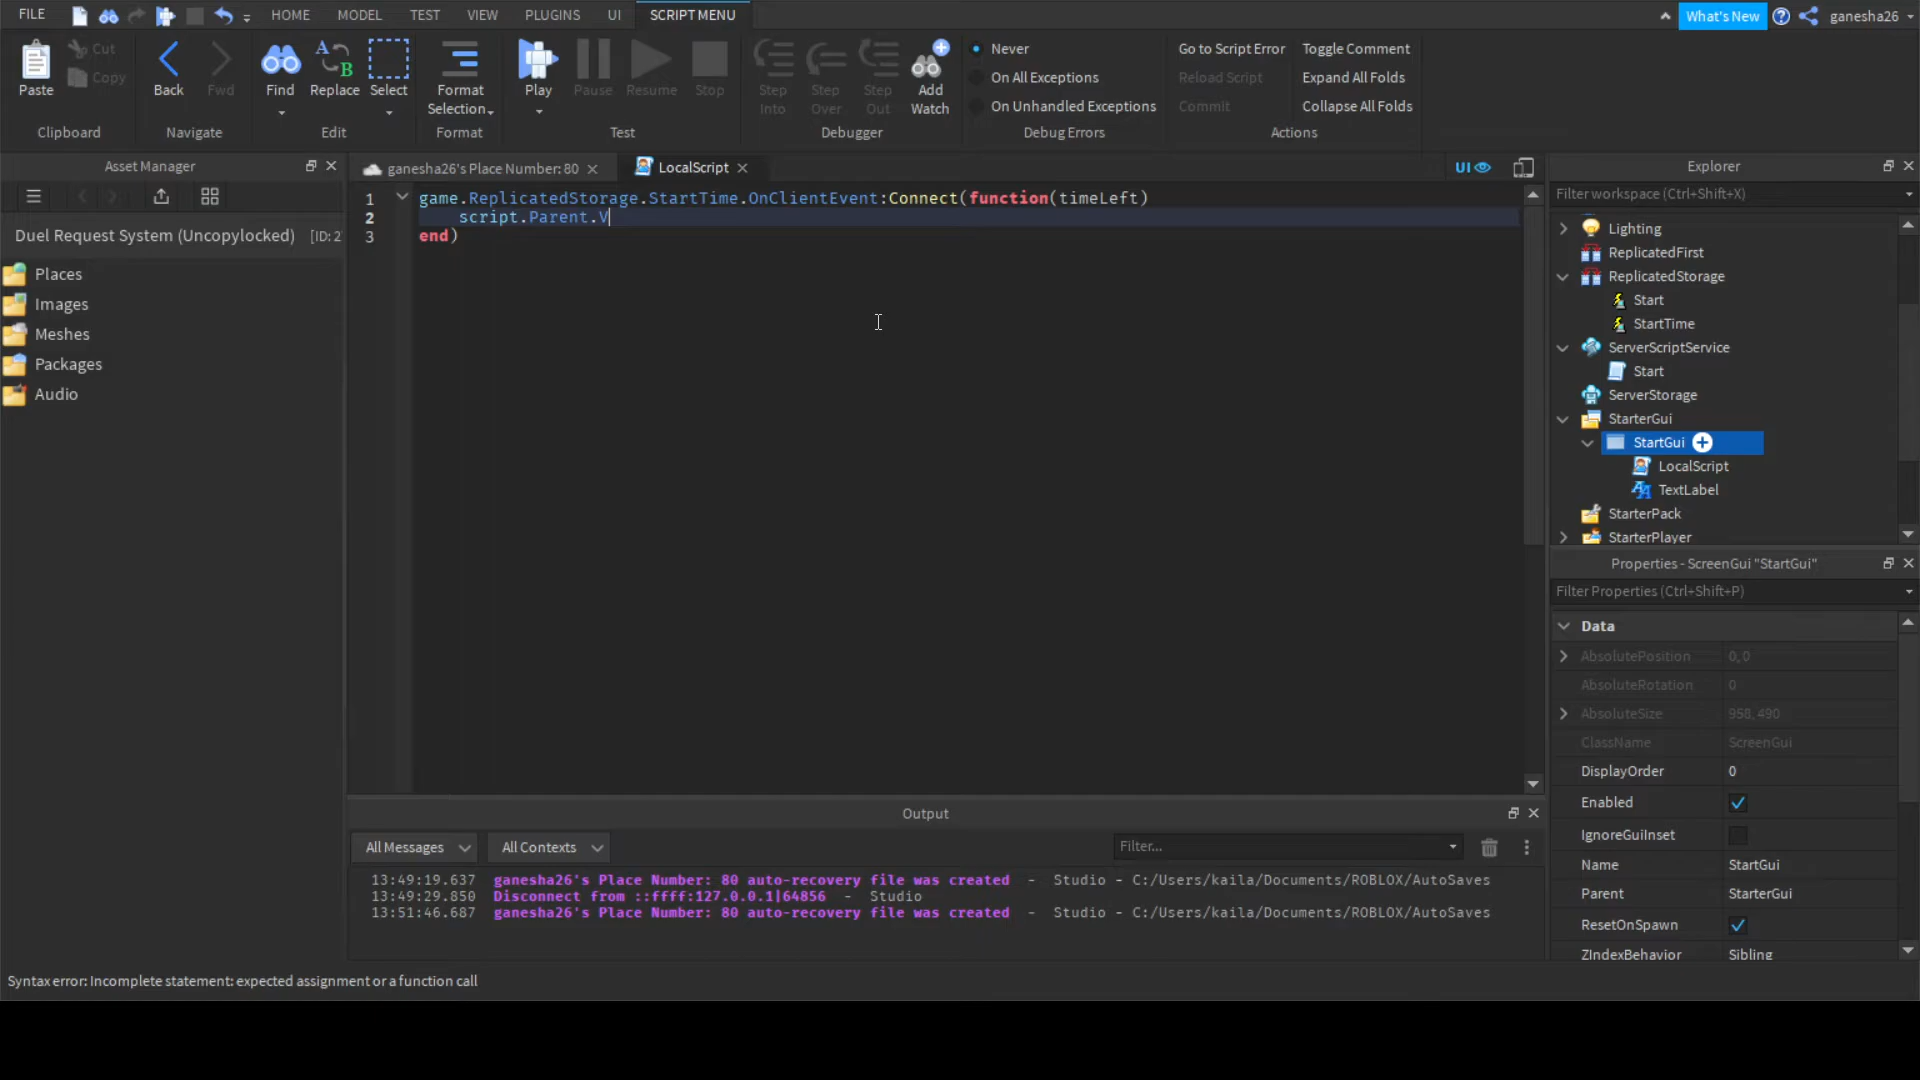 FILE HOME MODEL TEST VIEW PLUGINS UI SCRIPT MENU What's New ganesha26
Paste Cut Copy
Clipboard
Back Fwd
Navigate
Find Replace Select
Edit
Format Selection
Format
Play Pause Resume Stop
Test
Step Into Step Over Step Out Add Watch
Debugger
Never
On All Exceptions
On Unhandled Exceptions
Debug Errors
Go to Script Error Toggle Comment
Reload Script Expand All Folds
Commit Collapse All Folds
Actions
Asset Manager
Duel Request System (Uncopylocked) [ID: 2
Places
Images
Meshes
Packages
Audio
ganesha26's Place Number: 80 LocalScript UI
1 game.ReplicatedStorage.StartTime.OnClientEvent:Connect(function(timeLeft)
2 script.Parent.V
3 end)
Output
All Messages All Contexts Filter...
13:49:19.637 ganesha26's Place Number: 80 auto-recovery file was created - Studio - C:/Users/kaila/Documents/ROBLOX/AutoSaves
13:49:29.850 Disconnect from ::ffff:127.0.0.1|64856 - Studio
13:51:46.687 ganesha26's Place Number: 80 auto-recovery file was created - Studio - C:/Users/kaila/Documents/ROBLOX/AutoSaves
Explorer
Filter workspace (Ctrl+Shift+X)
Lighting
ReplicatedFirst
ReplicatedStorage
Start
StartTime
ServerScriptService
Start
ServerStorage
StarterGui
StartGui
LocalScript
TextLabel
StarterPack
StarterPlayer
Properties - ScreenGui "StartGui"
Filter Properties (Ctrl+Shift+P)
Data
AbsolutePosition 0, 0
AbsoluteRotation 0
AbsoluteSize 958, 490
ClassName ScreenGui
DisplayOrder 0
Enabled
IgnoreGuiInset
Name StartGui
Parent StarterGui
ResetOnSpawn
ZIndexBehavior Sibling
Syntax error: Incomplete statement: expected assignment or a function call